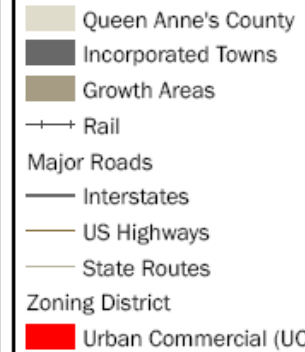 Queen Anne's County
Incorporated Towns
Growth Areas
Rail
Major Roads
Interstates
US Highways
State Routes
Zoning District
Urban Commercial (UC